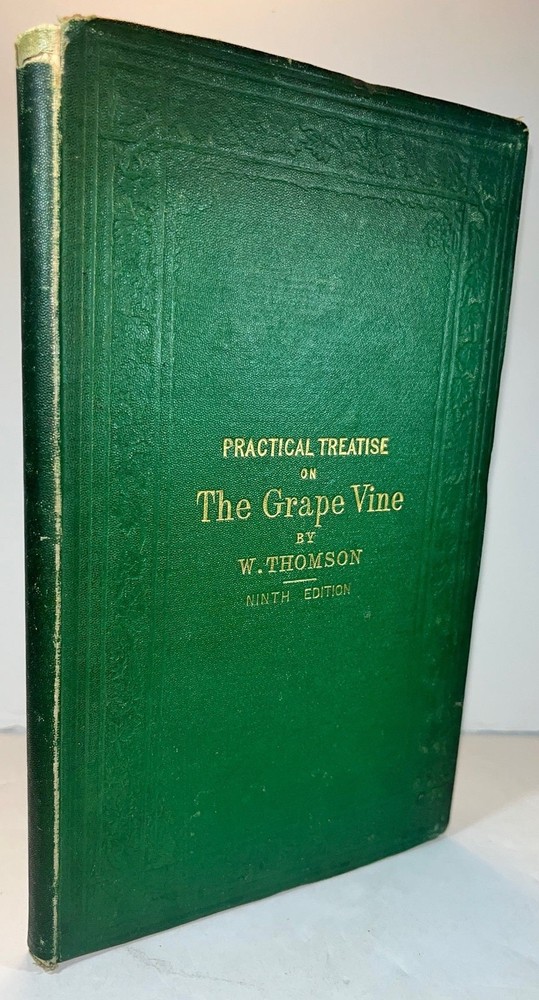 PRACTICAL TREATISE
ON
The Grape Vine
BY
W. THOMSON
NINTH EDITION